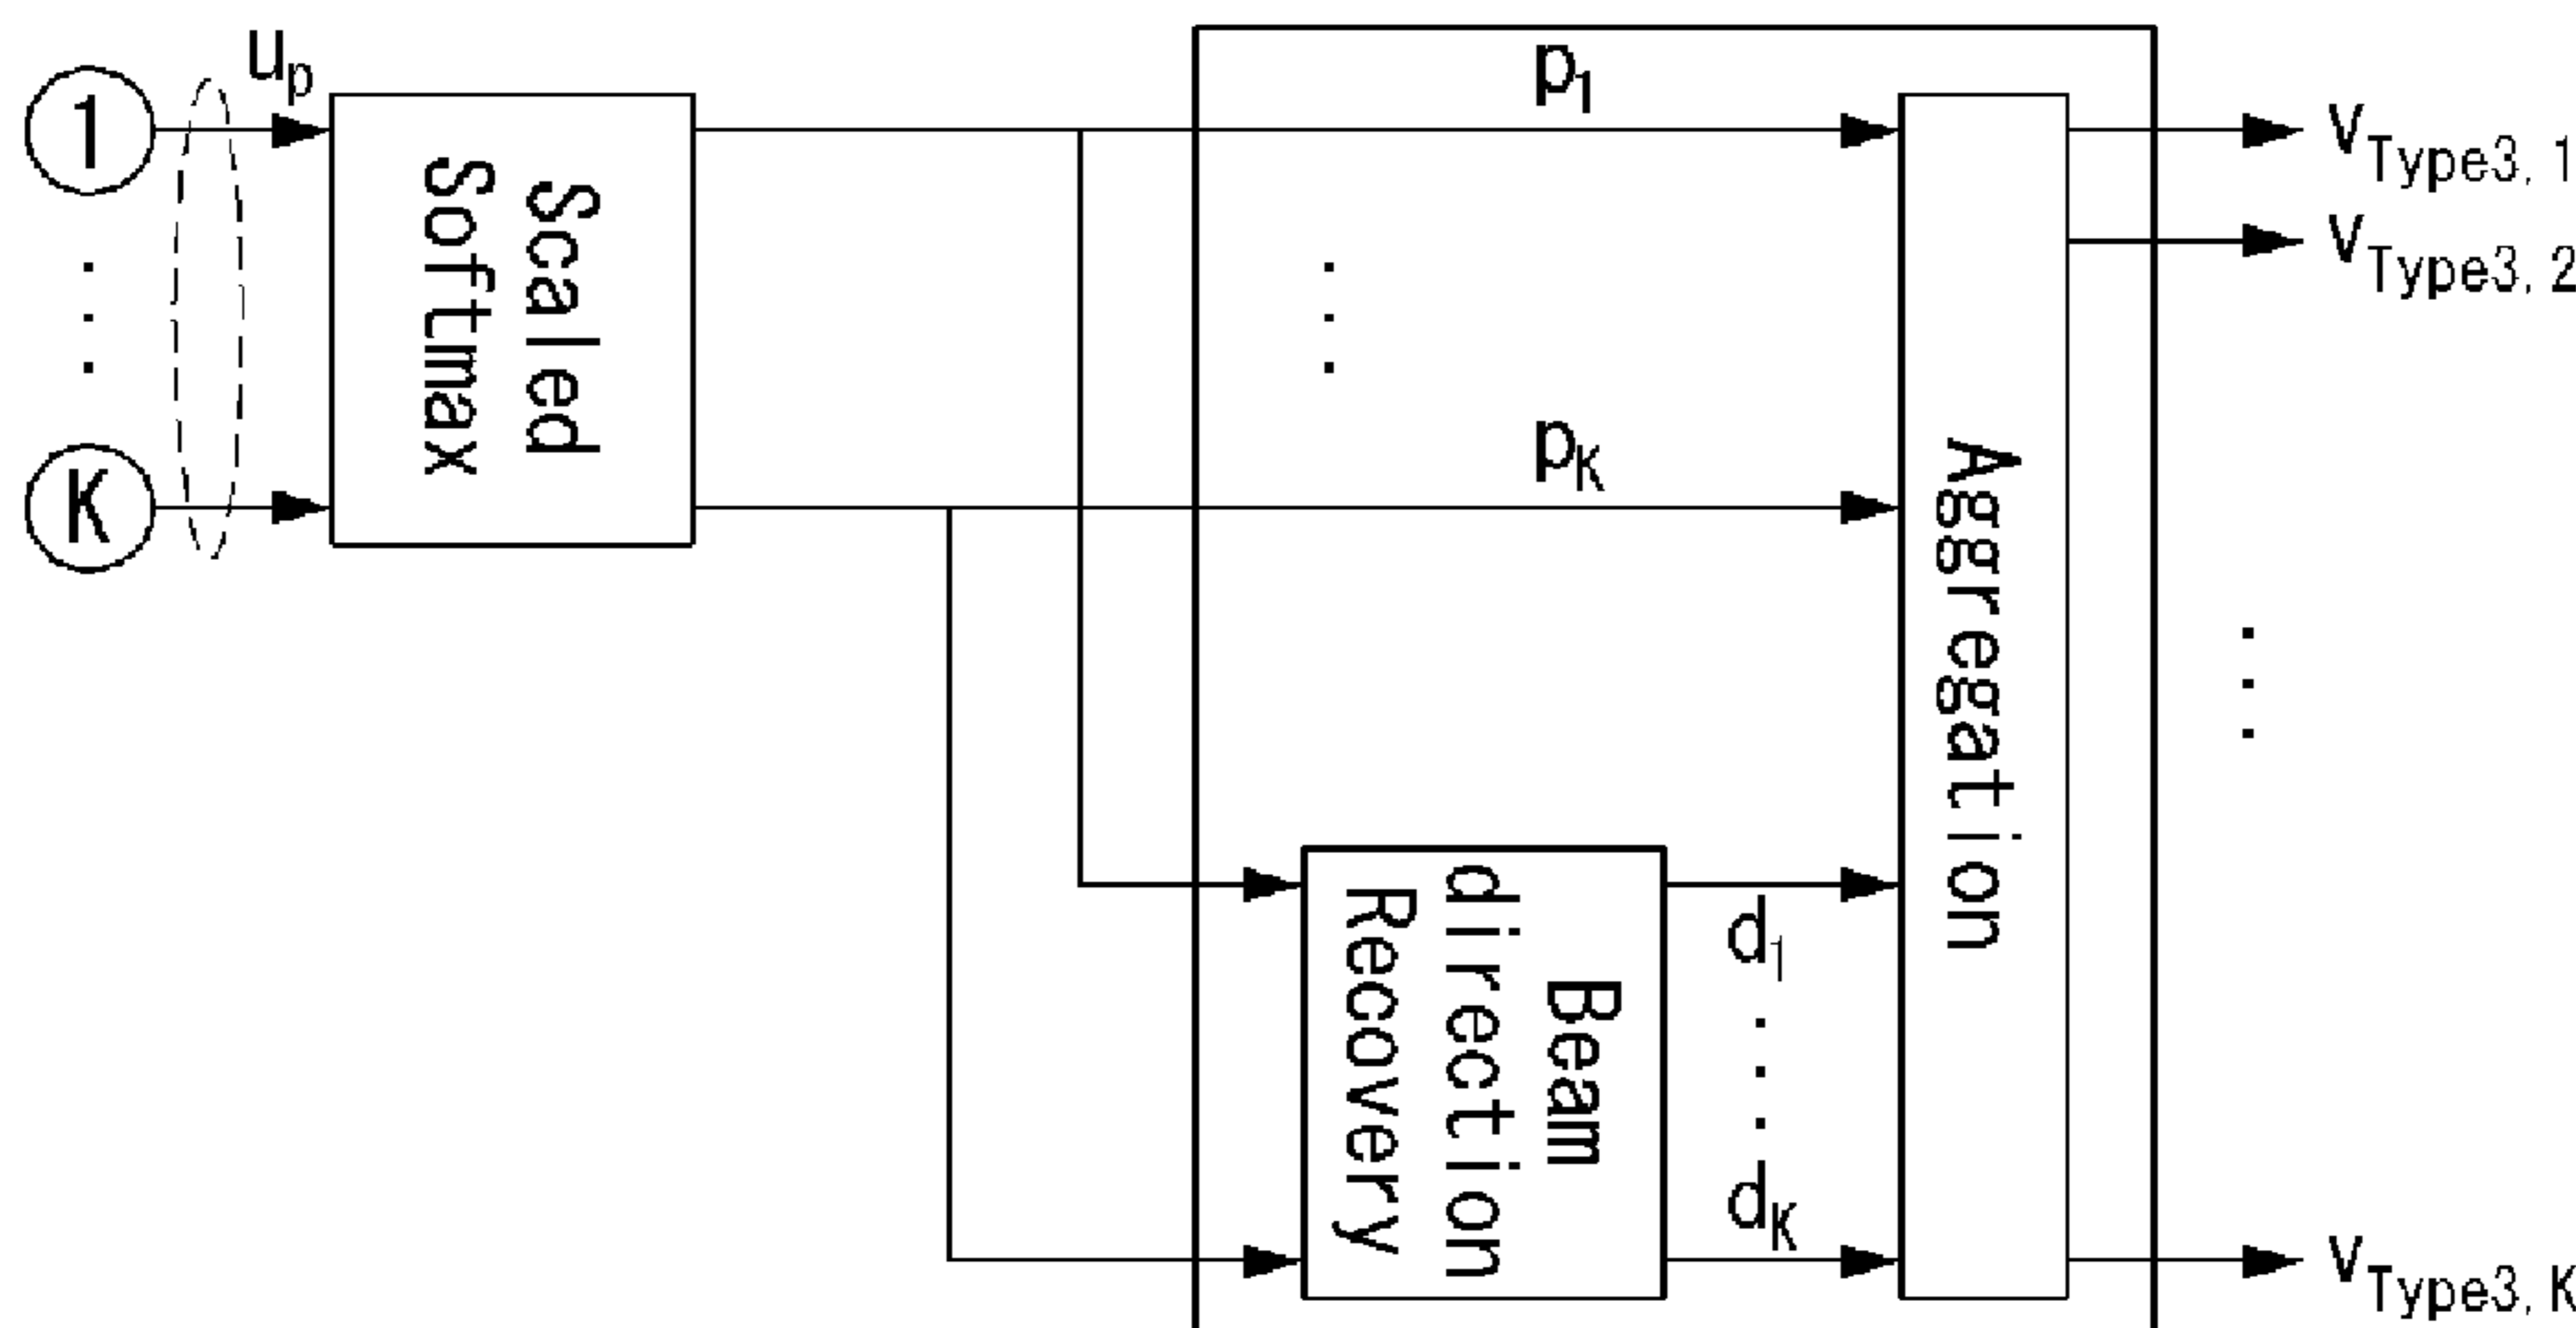 1
u_p
K
Scaled
Softmax
p_1
p_K
Beam
direction
Recovery
d_1
d_K
Aggregation
v_Type3, 1
v_Type3, 2
v_Type3, K